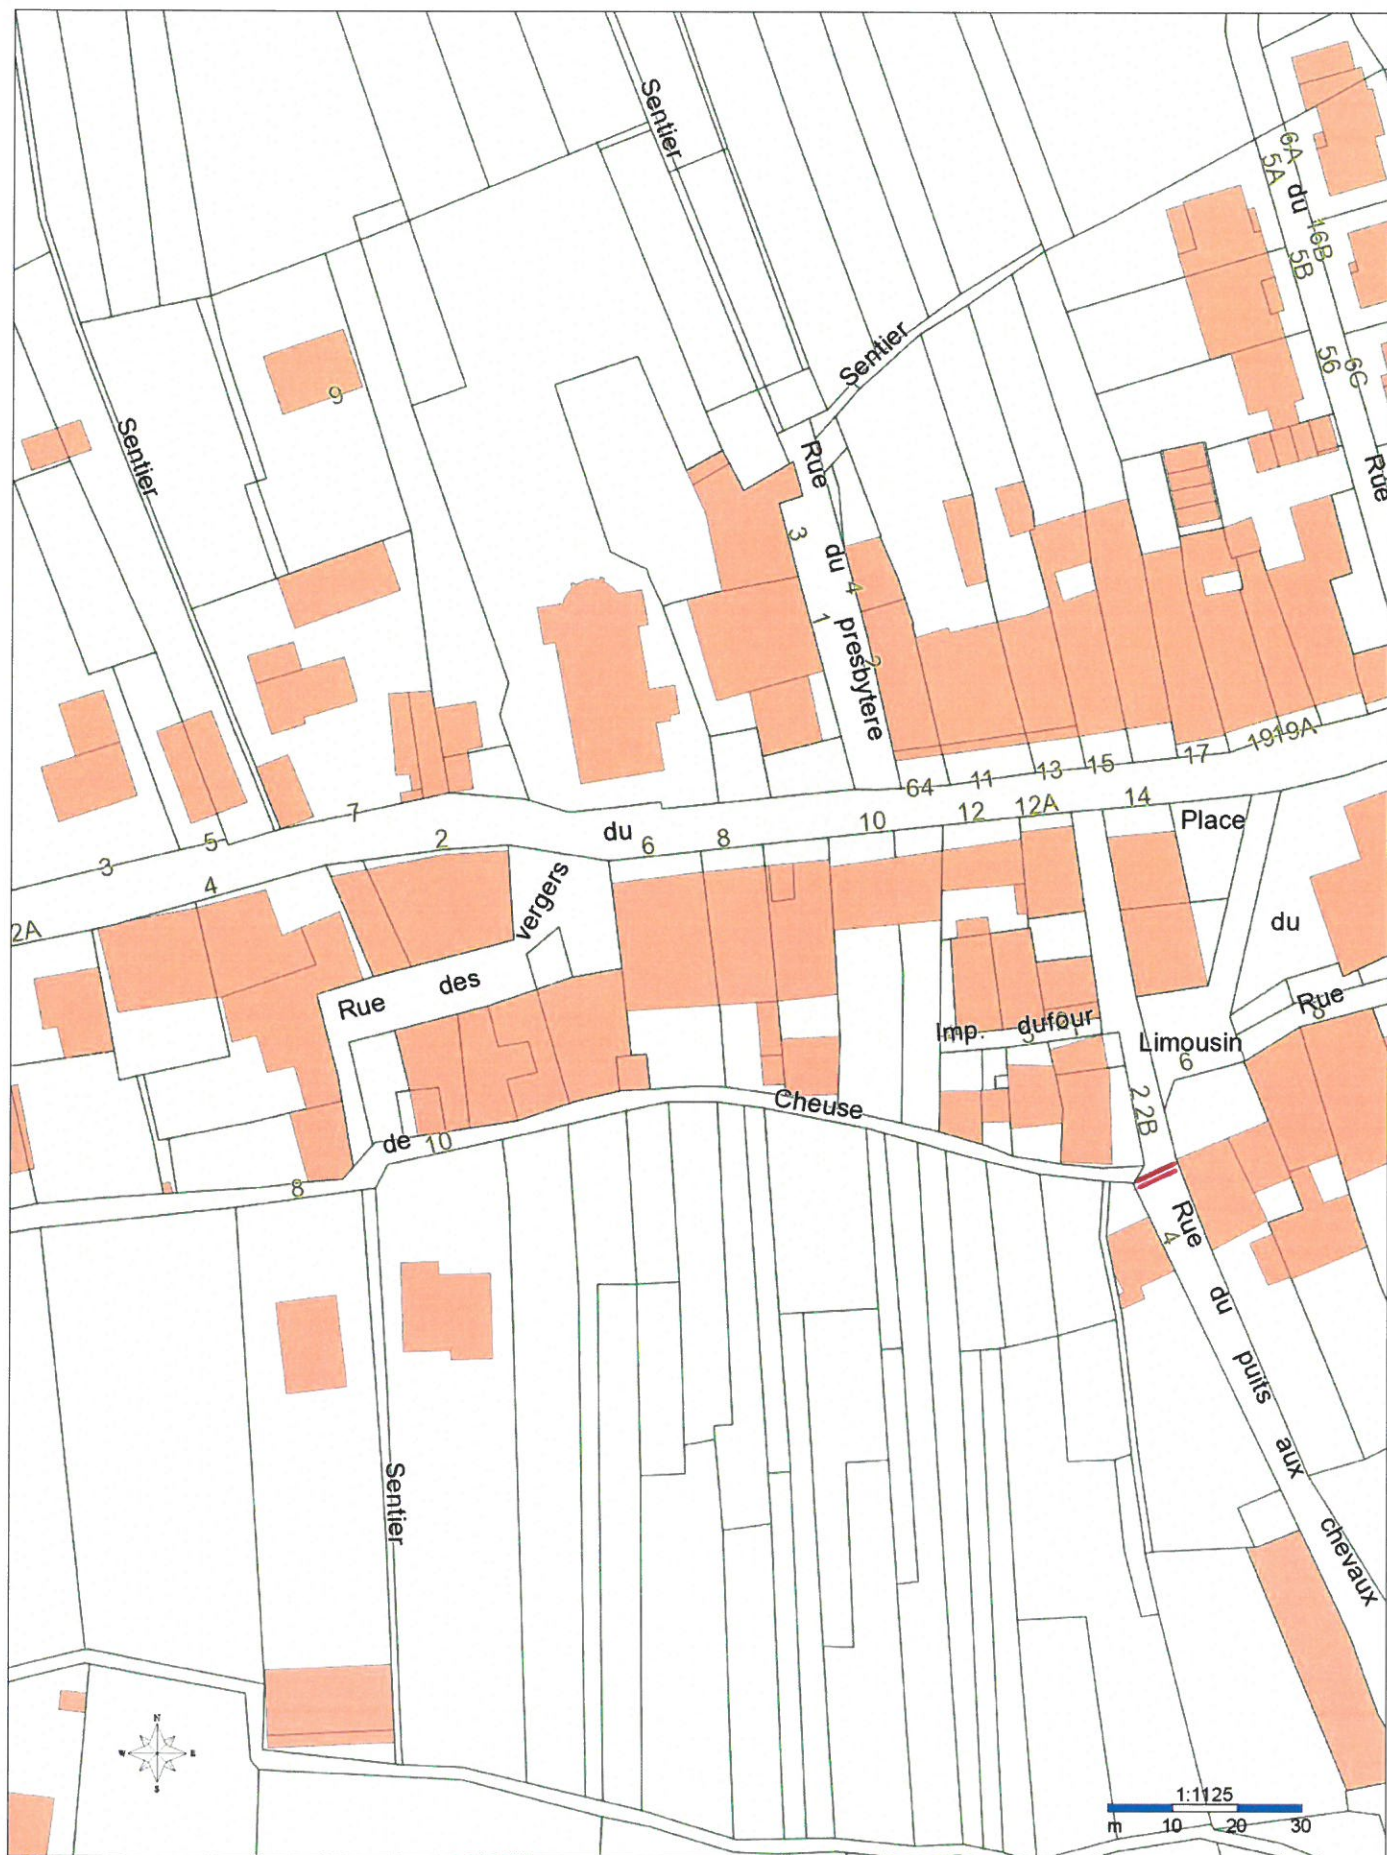 Sentier
6A
5A
du
16B
5B
Sentier
56
6C
9
Sentier
Rue
Rue
3
du
4
1
presbytere
2
1919A
17
15
13
11
64
7
5
3
14
12A
12
10
8
6
du
2
4
2A
Place
du
vergers
des
Rue
Rue
8
Imp. dufour
5
Limousin
6
Cheuse
2 2B
de 10
8
Rue
4
du
puits
aux
chevaux
Sentier
N
W E
S
1:1125
m 10 20 30